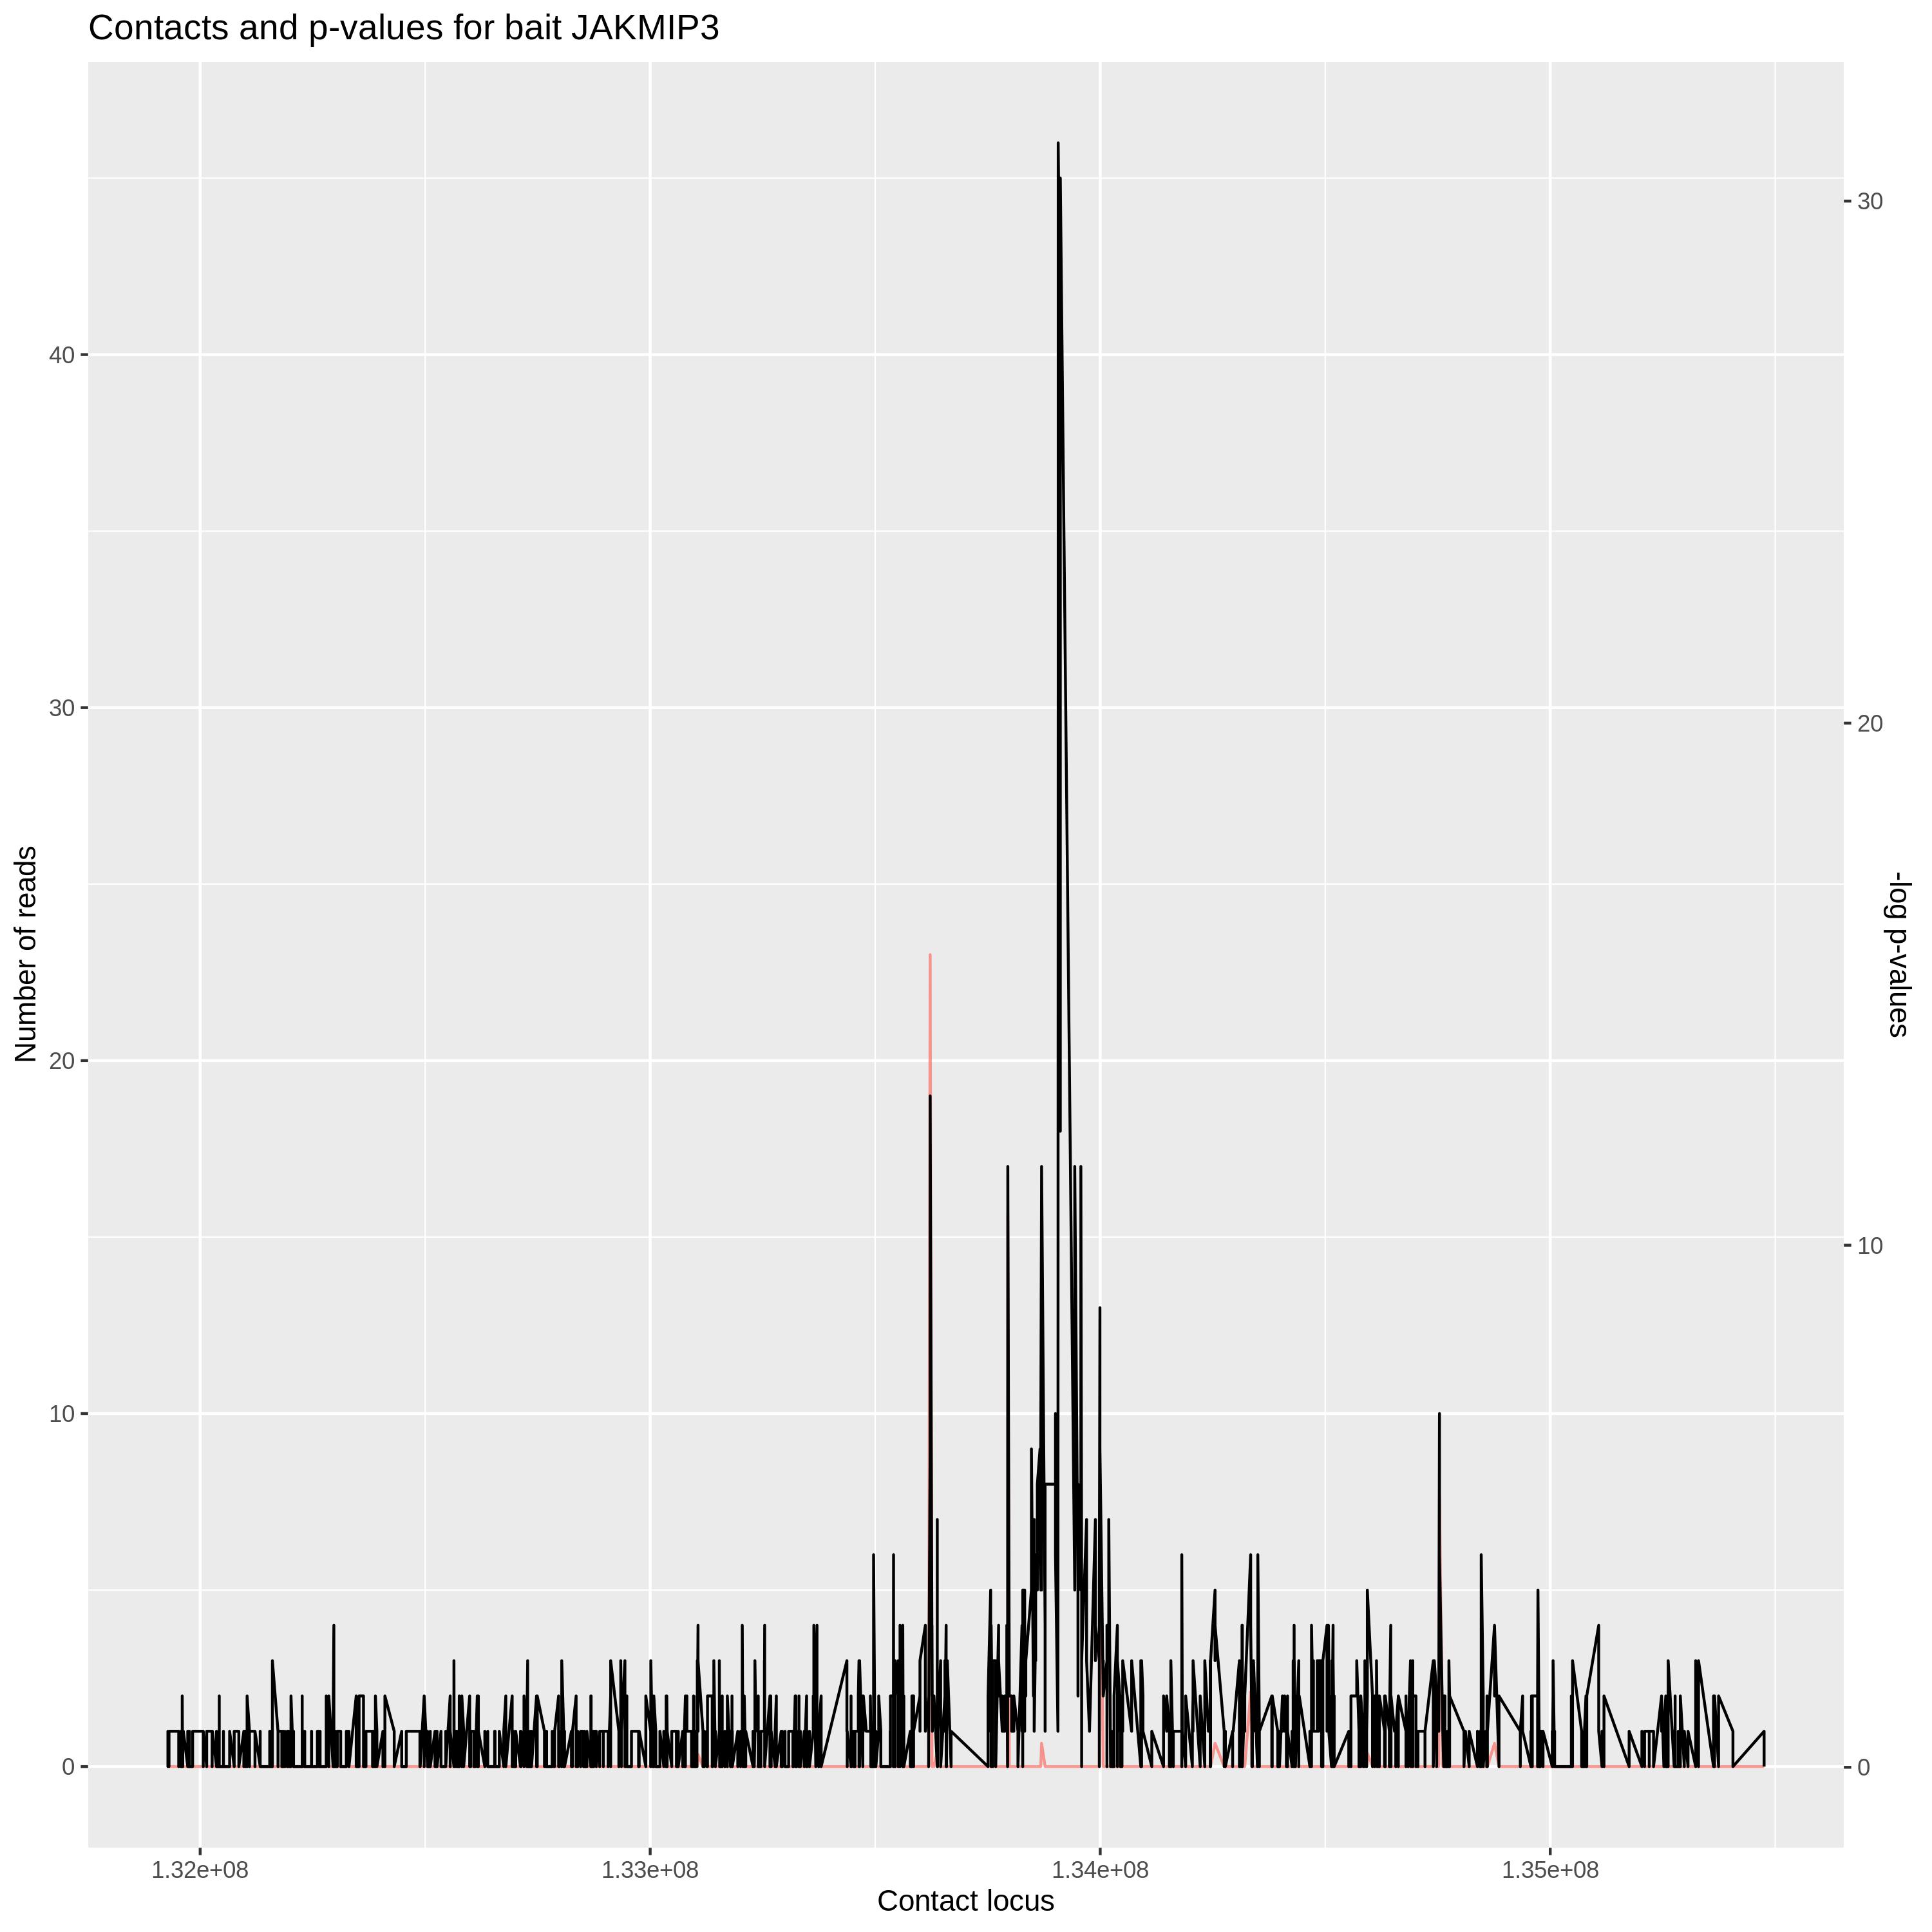 Contacts and p-values for bait JAKMIP3
40
30
20
10
0
Number of reads
30
20
10
0
-log p-values
1.32e+08
1.33e+08
1.34e+08
1.35e+08
Contact locus